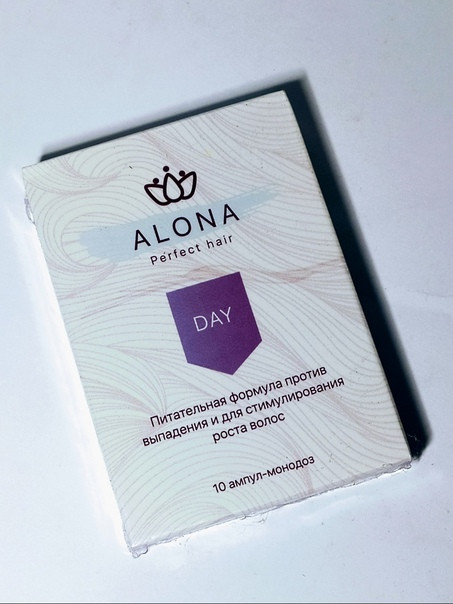 ALONA
Perfect hair
DAY
Питательная формула против
выпадения и для стимулирования
роста волос
10 ампул-монодоз